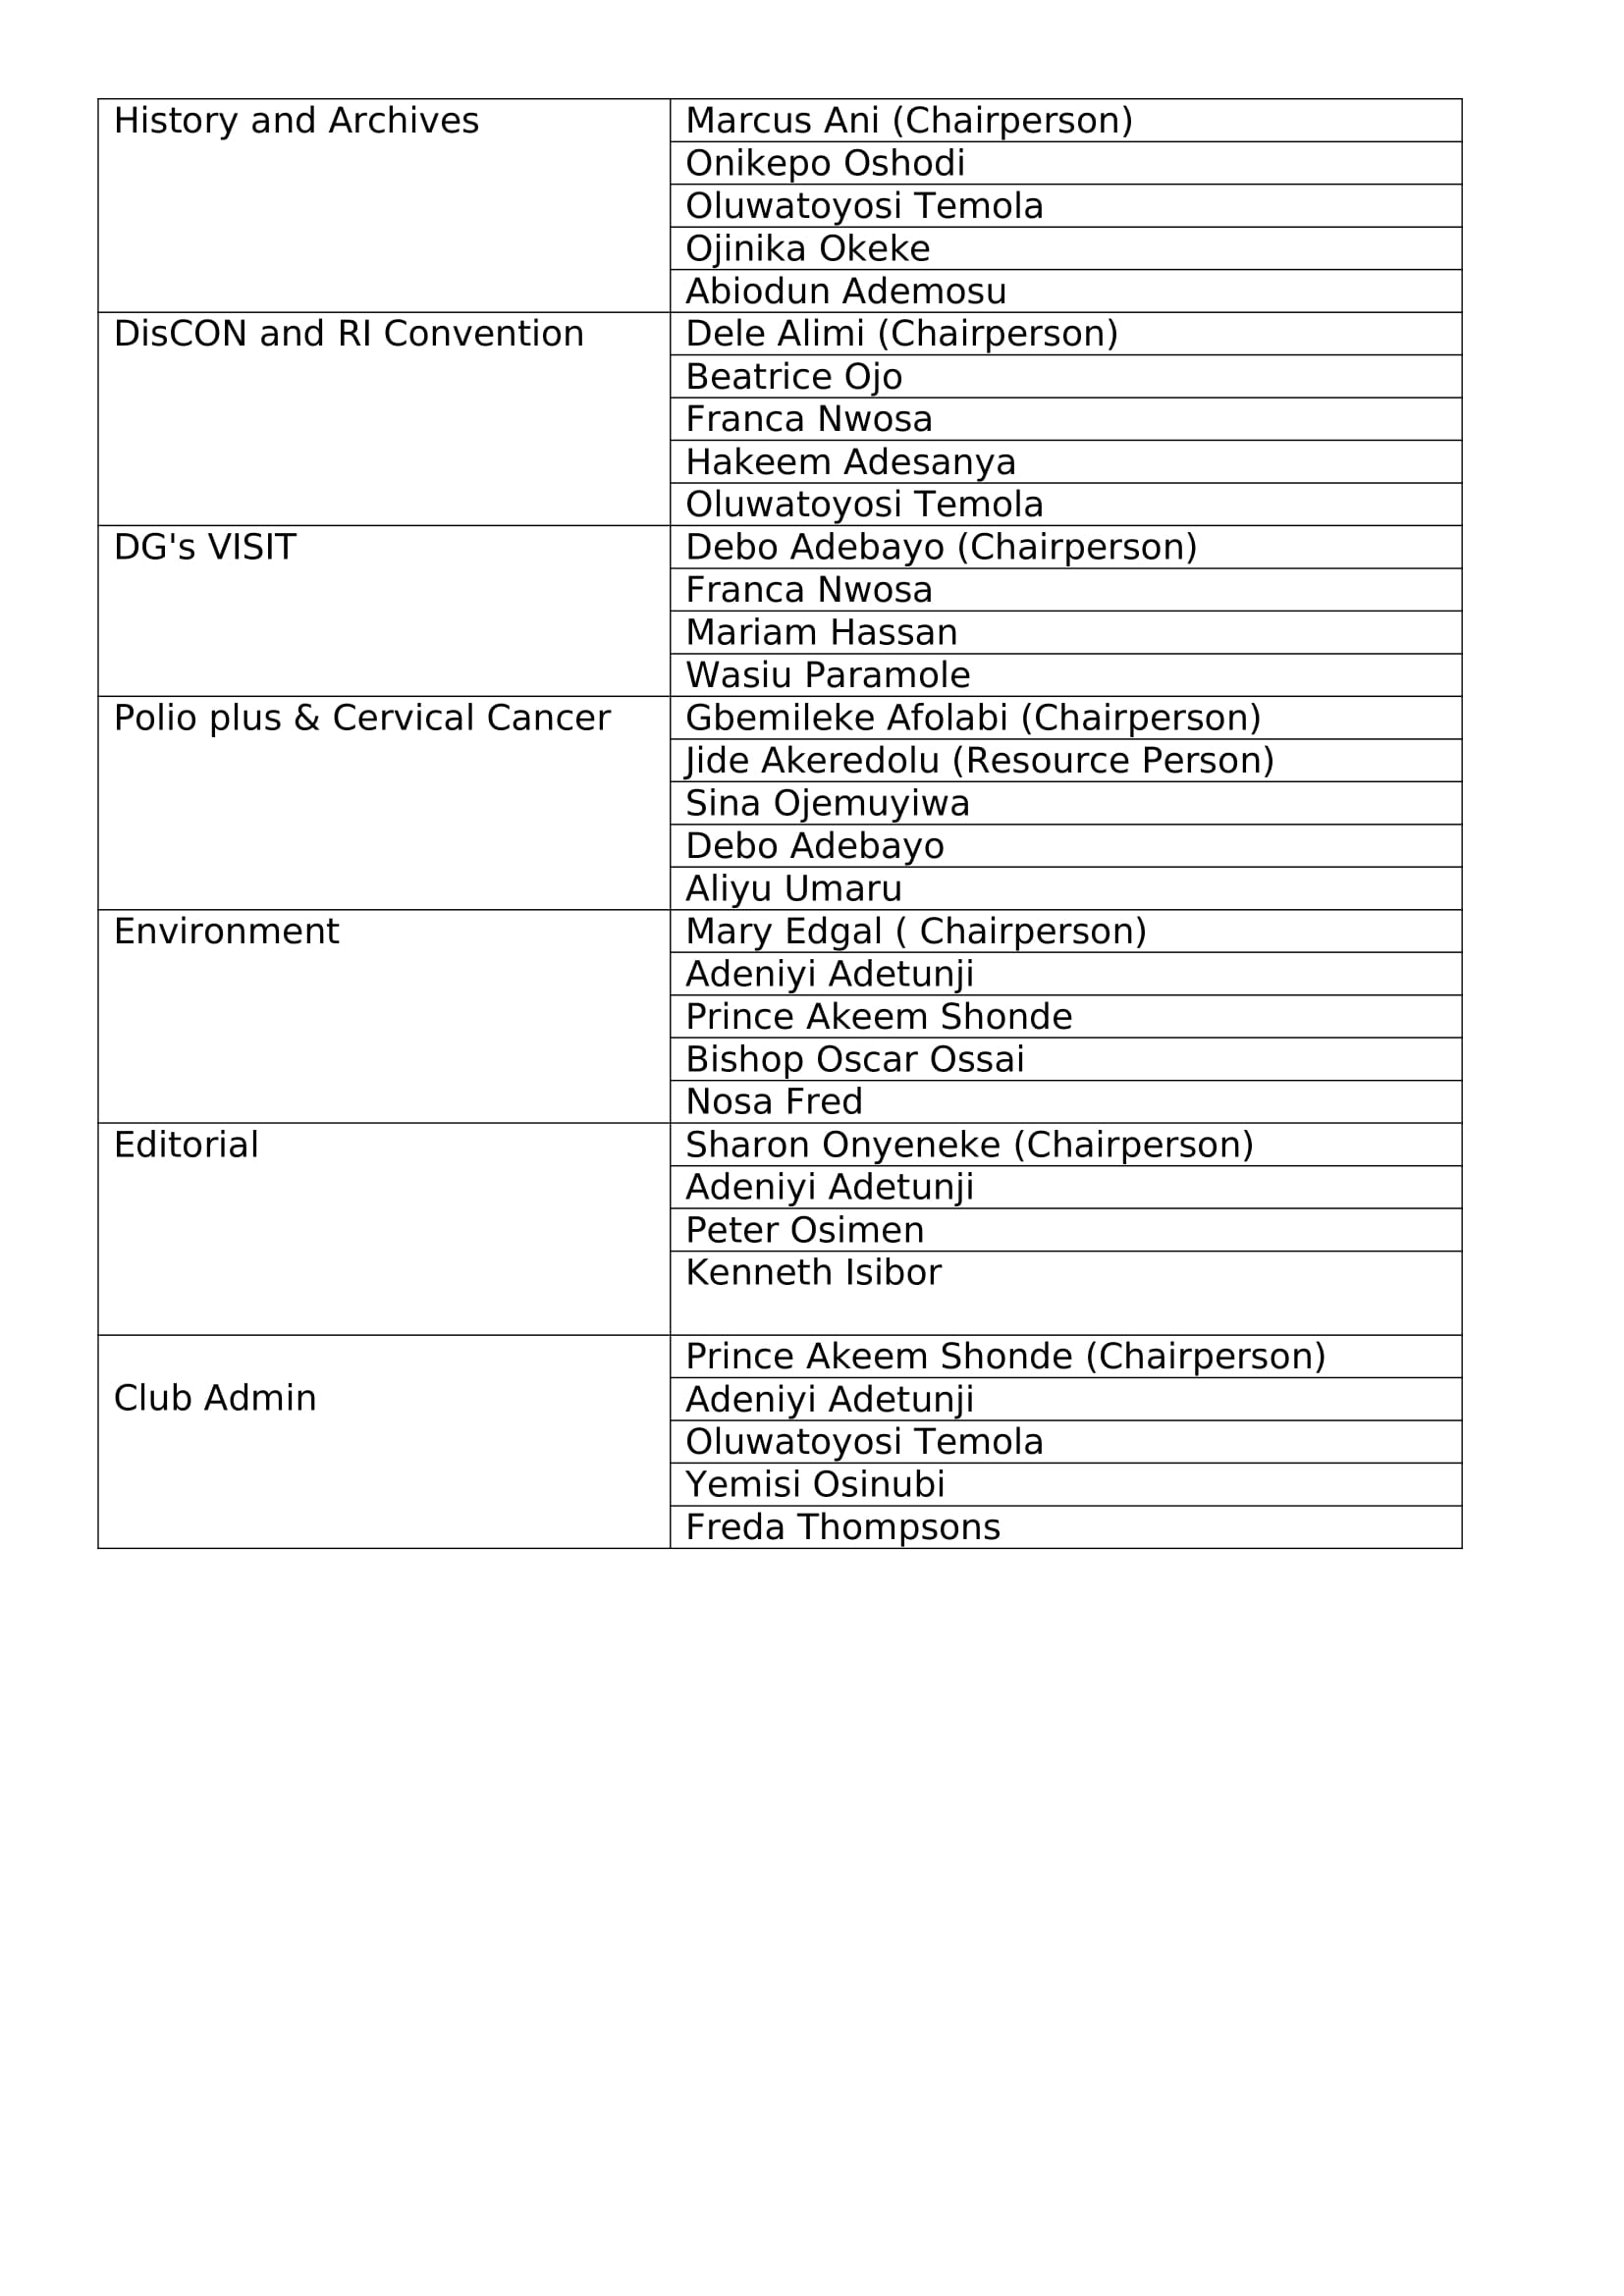 History and Archives
Marcus Ani (Chairperson)
Onikepo Oshodi
Oluwatoyosi Temola
Ojinika Okeke
Abiodun Ademosu
DisCON and RI Convention
Dele Alimi (Chairperson)
Beatrice Ojo
Franca Nwosa
Hakeem Adesanya
Oluwatoyosi Temola
DG's VISIT
Debo Adebayo (Chairperson)
Franca Nwosa
Mariam Hassan
Wasiu Paramole
Polio plus & Cervical Cancer
Gbemileke Afolabi (Chairperson)
Jide Akeredolu (Resource Person)
Sina Ojemuyiwa
Debo Adebayo
Aliyu Umaru
Environment
Mary Edgal ( Chairperson)
Adeniyi Adetunji
Prince Akeem Shonde
Bishop Oscar Ossai
Nosa Fred
Editorial
Sharon Onyeneke (Chairperson)
Adeniyi Adetunji
Peter Osimen
Kenneth Isibor
Club Admin
Prince Akeem Shonde (Chairperson)
Adeniyi Adetunji
Oluwatoyosi Temola
Yemisi Osinubi
Freda Thompsons